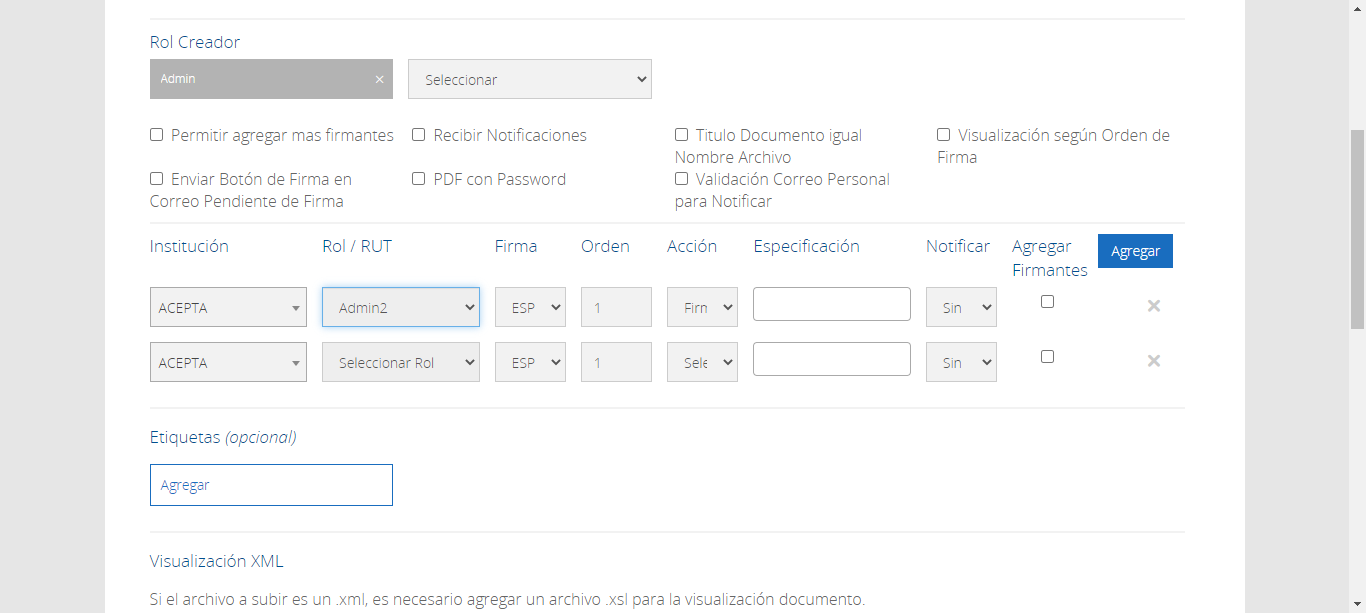 Rol Creador
Admin × Seleccionar
Permitir agregar mas firmantes Recibir Notificaciones Titulo Documento igual Visualización según Orden de
Nombre Archivo Firma
Enviar Botón de Firma en PDF con Password Validación Correo Personal
Correo Pendiente de Firma para Notificar
Institución Rol / RUT Firma Orden Acción Especificación Notificar Agregar Agregar
Firmantes
ACEPTA Admin2 ESP 1 Firm Sin ×
ACEPTA Seleccionar Rol ESP 1 Sele Sin ×
Etiquetas (opcional)
Agregar
Visualización XML
Si el archivo a subir es un .xml, es necesario agregar un archivo .xsl para la visualización documento.